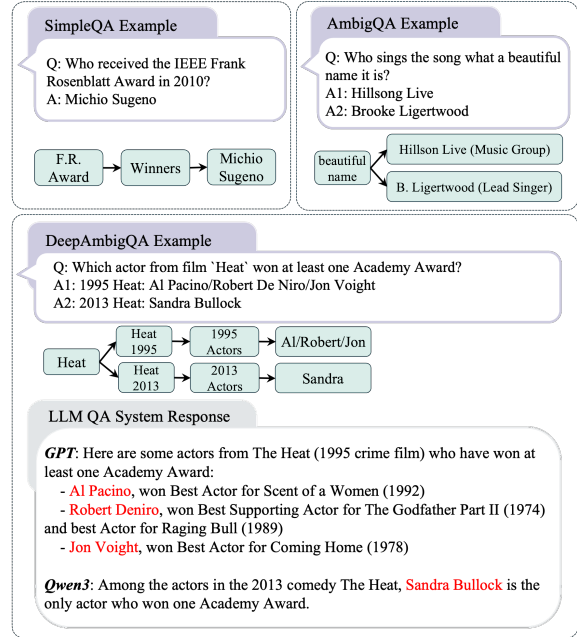 SimpleQA Example
Q: Who received the IEEE Frank
Rosenblatt Award in 2010?
A: Michio Sugeno
F.R.
Award
Winners
Michio
Sugeno
AmbigQA Example
Q: Who sings the song what a beautiful
name it is?
A1: Hillsong Live
A2: Brooke Ligertwood
beautiful
name
Hillson Live (Music Group)
B. Ligertwood (Lead Singer)
DeepAmbigQA Example
Q: Which actor from film `Heat` won at least one Academy Award?
A1: 1995 Heat: Al Pacino/Robert De Niro/Jon Voight
A2: 2013 Heat: Sandra Bullock
Heat
Heat
1995
1995
Actors
Al/Robert/Jon
Heat
2013
2013
Actors
Sandra
LLM QA System Response
GPT: Here are some actors from The Heat (1995 crime film) who have won at
least one Academy Award:
- Al Pacino, won Best Actor for Scent of a Women (1992)
- Robert Deniro, won Best Supporting Actor for The Godfather Part II (1974)
and best Actor for Raging Bull (1989)
- Jon Voight, won Best Actor for Coming Home (1978)
Qwen3: Among the actors in the 2013 comedy The Heat, Sandra Bullock is the
only actor who won one Academy Award.